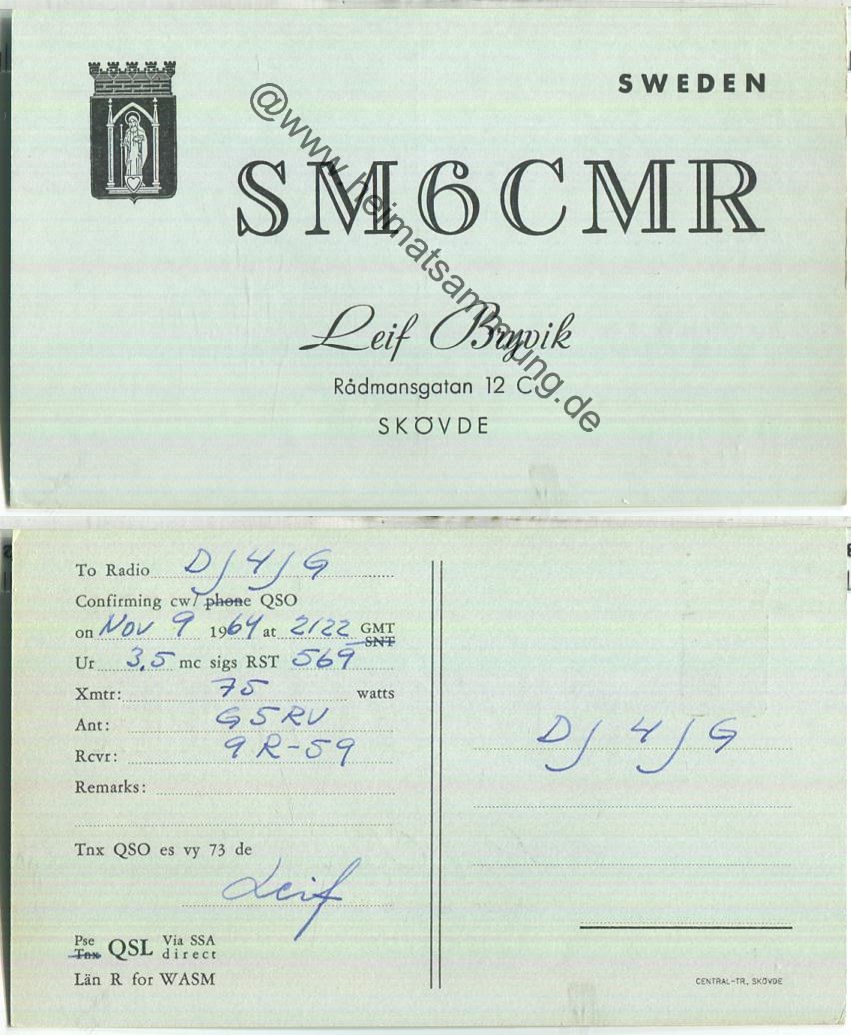 SWEDEN
@www.heimatsammlung.de
SM6CMR
Leif Bryvik
Rådmansgatan 12 C
SKÖVDE
To Radio DJ4JG
Confirming cw/ phone QSO
on Nov 9 1964 at 2122 GMT
SNT
Ur 3.5 mc sigs RST 569
Xmtr: 75 watts
Ant: G5RV
Rcvr: 9R-59
Remarks:
Tnx QSO es vy 73 de
Leif
Pse
Tnx QSL Via SSA
direct
Län R for WASM
DJ4JG
CENTRAL-TR., SKÖVDE